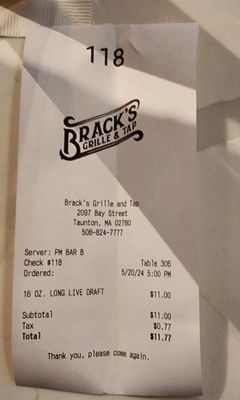 118
BRACK'S
GRILLE & TAP
Brack's Grille and Tap
2097 Bay Street
Taunton, MA 02780
508-824-7777
Server: PM BAR B
Check #118 Table 306
Ordered: 5/20/24 5:00 PM
16 OZ. LONG LIVE DRAFT $11.00
Subtotal $11.00
Tax $0.77
Total $11.77
Thank you, please come again.